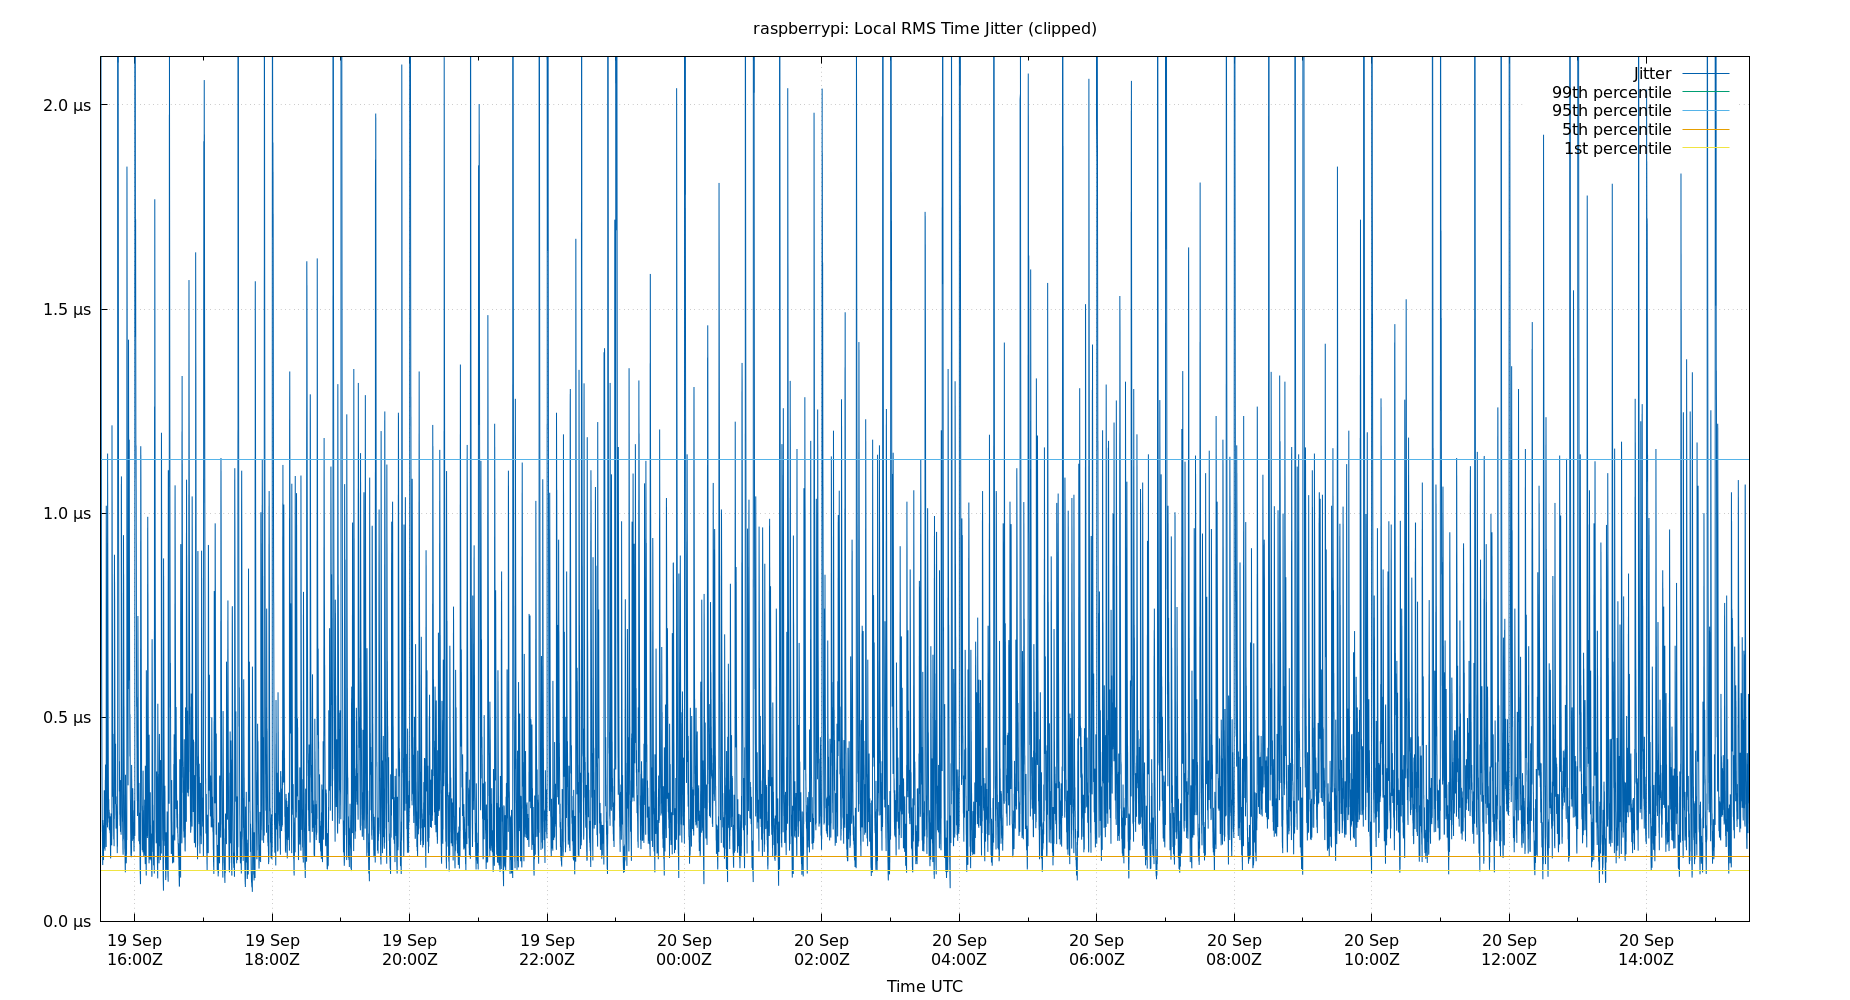 raspberrypi: Local RMS Time Jitter (clipped)
Jitter
99th percentile
95th percentile
5th percentile
1st percentile
2.0 µs
1.5 µs
1.0 µs
0.5 µs
0.0 µs
19 Sep 19 Sep 19 Sep 19 Sep 20 Sep 20 Sep 20 Sep 20 Sep 20 Sep 20 Sep 20 Sep 20 Sep
16:00Z 18:00Z 20:00Z 22:00Z 00:00Z 02:00Z 04:00Z 06:00Z 08:00Z 10:00Z 12:00Z 14:00Z
Time UTC